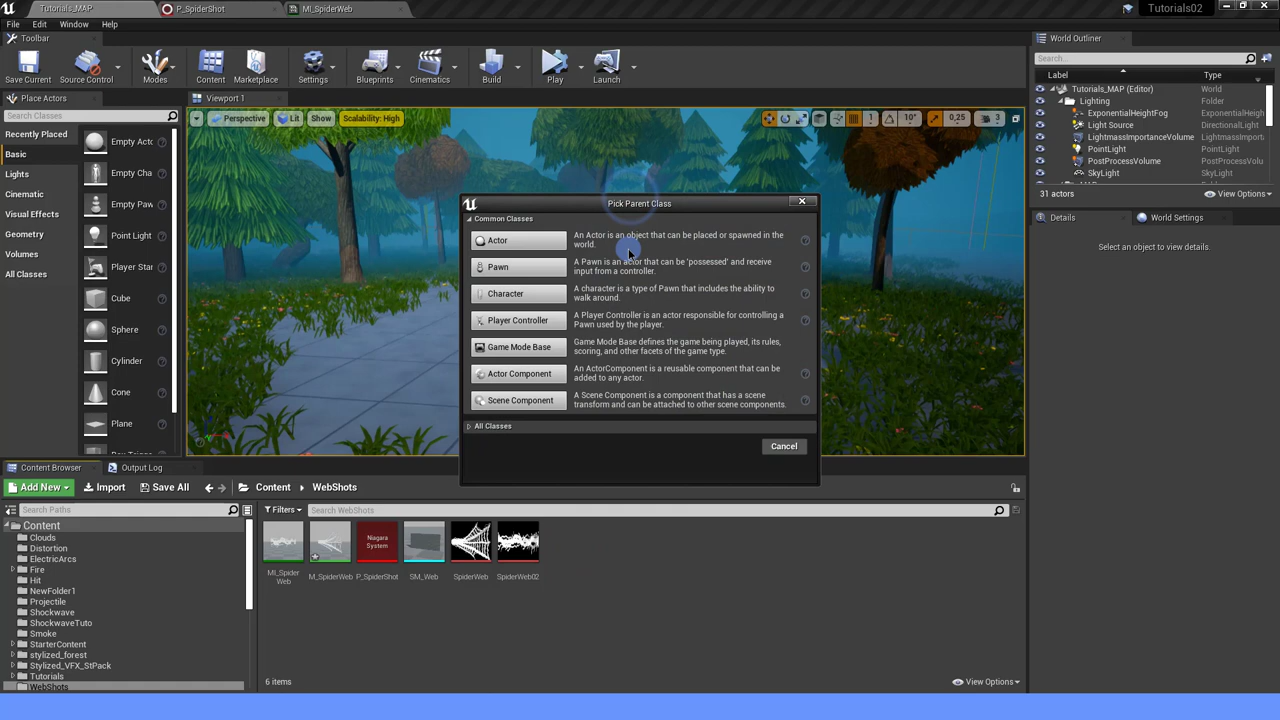 Tutorials_MAP
P_SpiderShot
MI_SpiderWeb
Tutorials02
File Edit Window Help
Toolbar
Save Current
Source Control
Modes
Content
Marketplace
Settings
Blueprints
Cinematics
Build
Play
Launch
Place Actors
Search Classes
Recently Placed
Basic
Lights
Cinematic
Visual Effects
Geometry
Volumes
All Classes
Empty Actc
Empty Cha
Empty Paw
Point Light
Player Star
Cube
Sphere
Cylinder
Cone
Plane
Viewport 1
Perspective
Lit
Show
Scalability: High
1
10°
0,25
3
Pick Parent Class
Common Classes
Actor
An Actor is an object that can be placed or spawned in the
world.
Pawn
A Pawn is an actor that can be 'possessed' and receive
input from a controller.
Character
A character is a type of Pawn that includes the ability to
walk around.
Player Controller
A Player Controller is an actor responsible for controlling a
Pawn used by the player.
Game Mode Base
Game Mode Base defines the game being played, its rules,
scoring, and other facets of the game type.
Actor Component
An ActorComponent is a reusable component that can be
added to any actor.
Scene Component
A Scene Component is a component that has a scene
transform and can be attached to other scene components.
All Classes
Cancel
World Outliner
Search...
Label Type
Tutorials_MAP (Editor) World
Lighting Folder
ExponentialHeightFog ExponentialHeigh
Light Source DirectionalLight
LightmassImportanceVolume LightmassImport
PointLight PointLight
PostProcessVolume PostProcessVolu
SkyLight SkyLight
31 actors
View Options
Details
World Settings
Select an object to view details.
Content Browser
Output Log
Add New
Import
Save All
Content
WebShots
Search Paths
Filters
Search WebShots
Content
Clouds
Distortion
ElectricArcs
Fire
Hit
NewFolder1
Projectile
Shockwave
ShockwaveTuto
Smoke
StarterContent
stylized_forest
Stylized_VFX_StPack
Tutorials
WebShots
Niagara
System
MI_Spider
Web
M_SpiderWeb
P_SpiderShot
SM_Web
SpiderWeb
SpiderWeb02
6 items
View Options